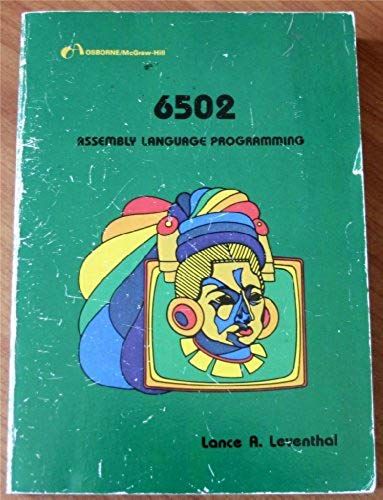 OSBORNE/McGraw-Hill
6502
ASSEMBLY LANGUAGE PROGRAMMING
Lance A. Leventhal